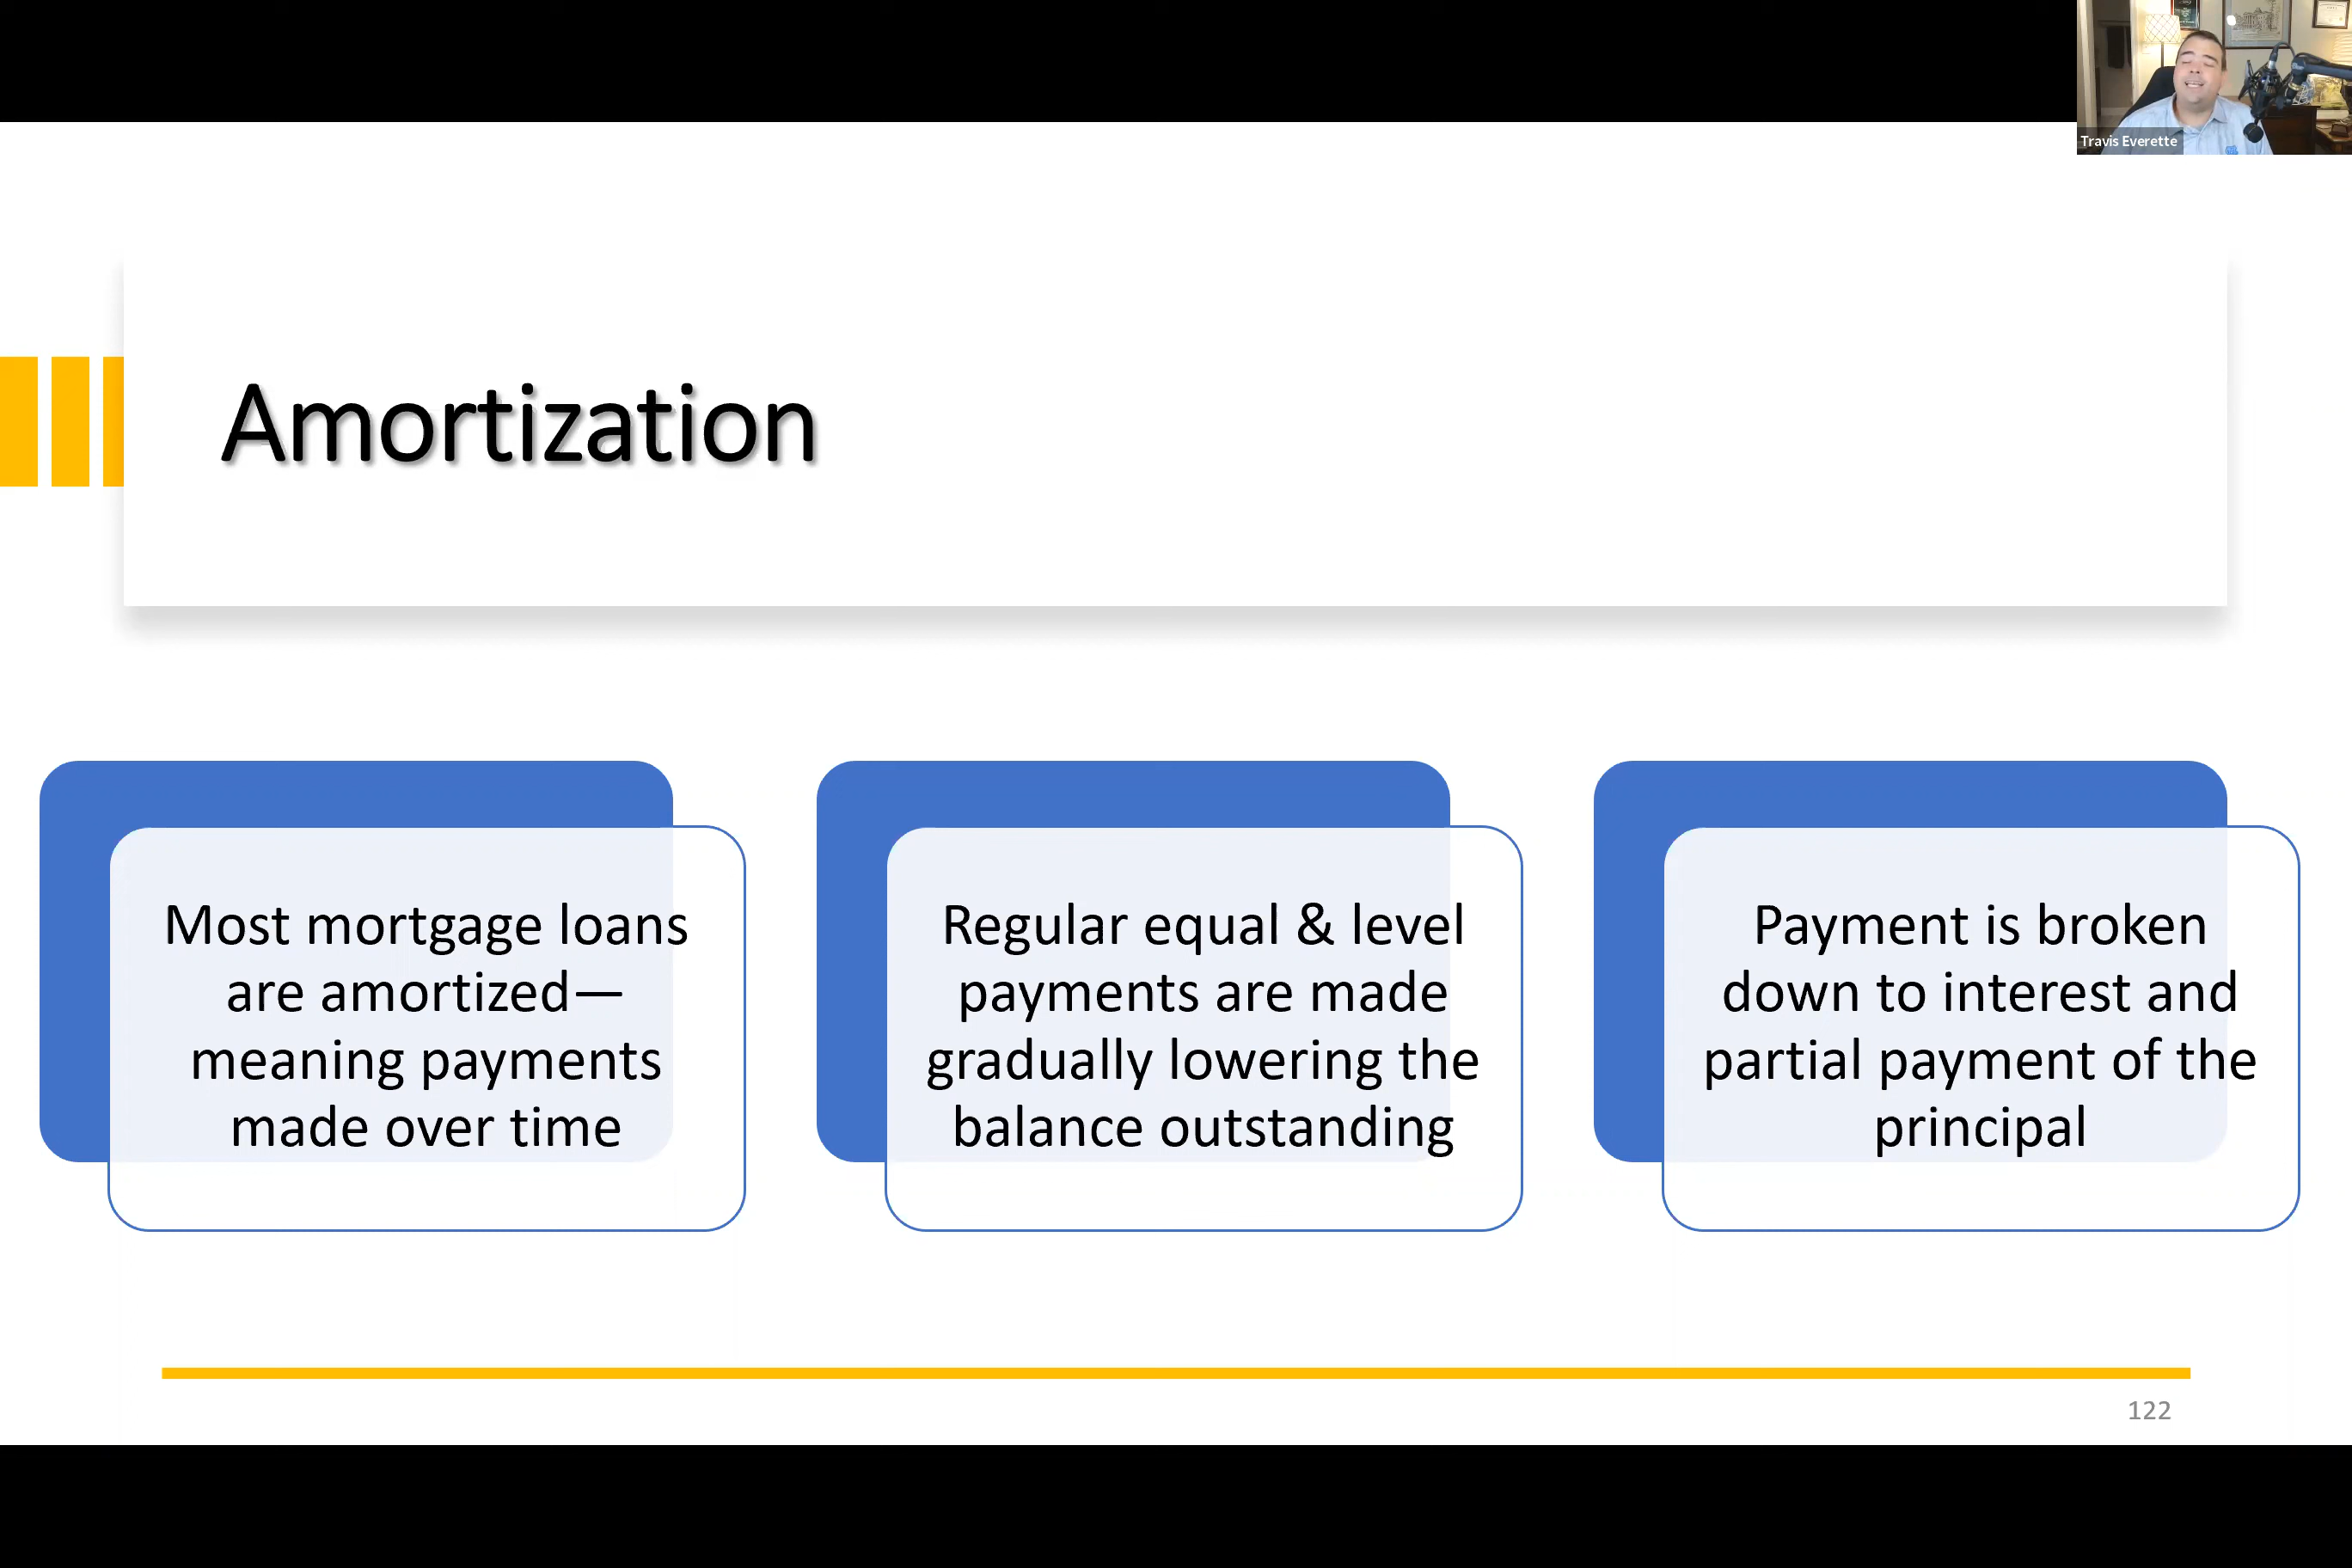 Travis Everette
Amortization
Most mortgage loans
are amortized—
meaning payments
made over time
Regular equal & level
payments are made
gradually lowering the
balance outstanding
Payment is broken
down to interest and
partial payment of the
principal
122